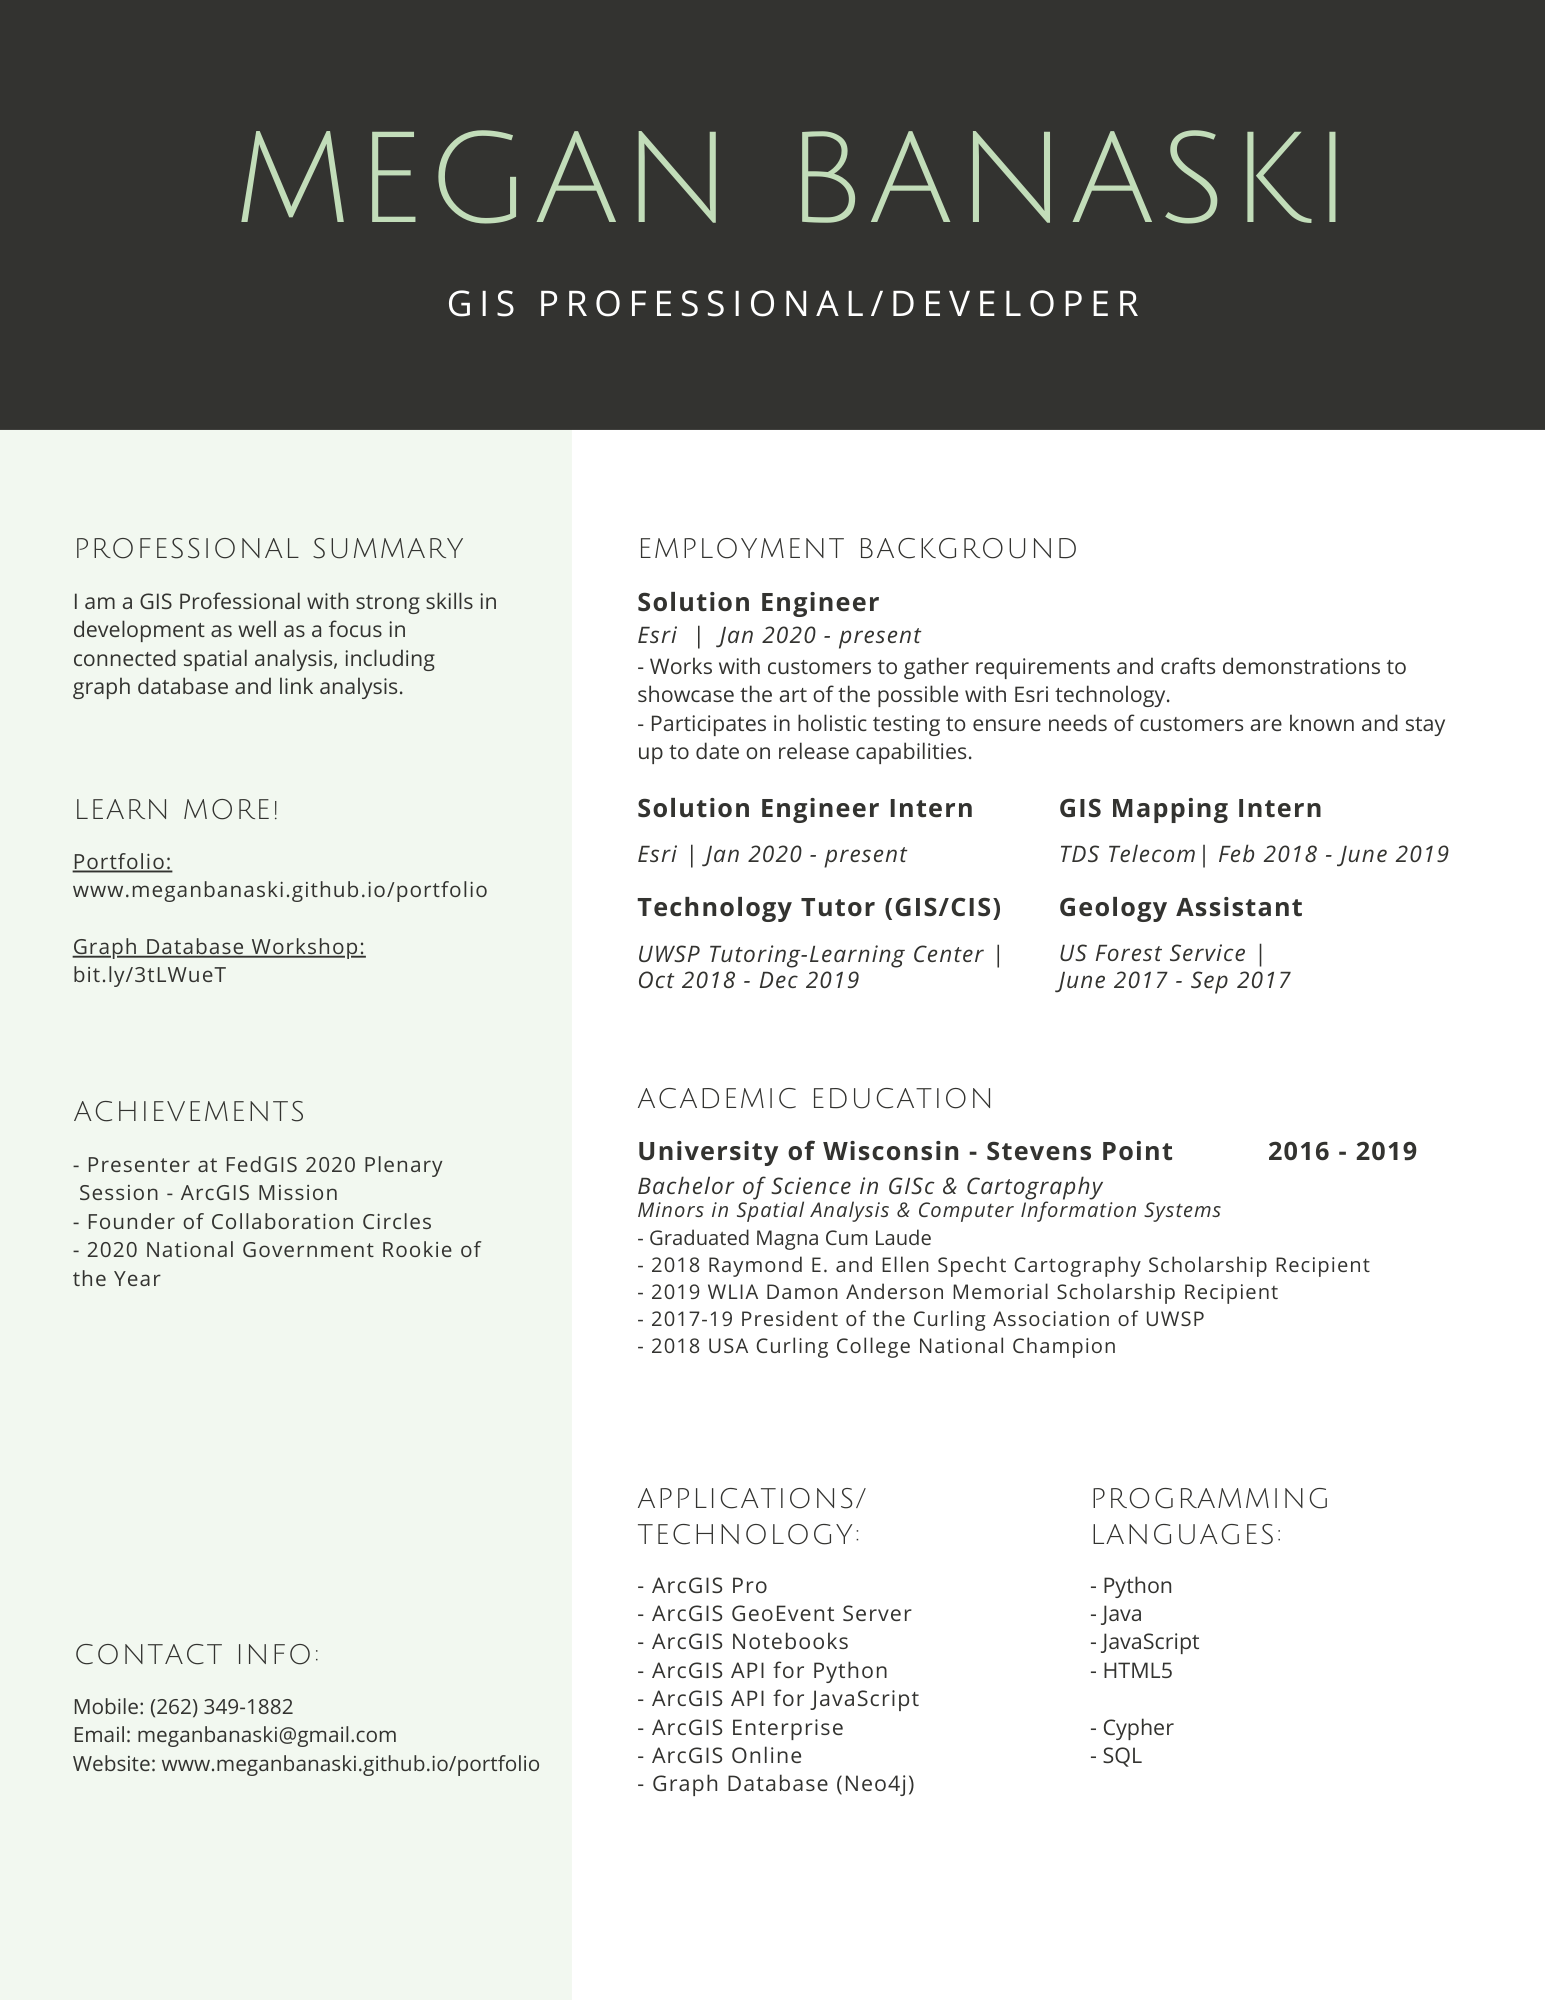 MEGAN BANASKI
GIS PROFESSIONAL/DEVELOPER
PROFESSIONAL SUMMARY
I am a GIS Professional with strong skills in
development as well as a focus in
connected spatial analysis, including
graph database and link analysis.
LEARN MORE!
Portfolio:
www.meganbanaski.github.io/portfolio
Graph Database Workshop:
bit.ly/3tLWueT
ACHIEVEMENTS
- Presenter at FedGIS 2020 Plenary
Session - ArcGIS Mission
- Founder of Collaboration Circles
- 2020 National Government Rookie of
the Year
CONTACT INFO:
Mobile: (262) 349-1882
Email: meganbanaski@gmail.com
Website: www.meganbanaski.github.io/portfolio
EMPLOYMENT BACKGROUND
Solution Engineer
Esri | Jan 2020 - present
- Works with customers to gather requirements and crafts demonstrations to
showcase the art of the possible with Esri technology.
- Participates in holistic testing to ensure needs of customers are known and stay
up to date on release capabilities.
Solution Engineer Intern
Esri | Jan 2020 - present
GIS Mapping Intern
TDS Telecom| Feb 2018 - June 2019
Technology Tutor (GIS/CIS)
UWSP Tutoring-Learning Center |
Oct 2018 - Dec 2019
Geology Assistant
US Forest Service |
June 2017 - Sep 2017
ACADEMIC EDUCATION
University of Wisconsin - Stevens Point 2016 - 2019
Bachelor of Science in GISc & Cartography
Minors in Spatial Analysis & Computer Information Systems
- Graduated Magna Cum Laude
- 2018 Raymond E. and Ellen Specht Cartography Scholarship Recipient
- 2019 WLIA Damon Anderson Memorial Scholarship Recipient
- 2017-19 President of the Curling Association of UWSP
- 2018 USA Curling College National Champion
APPLICATIONS/
TECHNOLOGY:
- ArcGIS Pro
- ArcGIS GeoEvent Server
- ArcGIS Notebooks
- ArcGIS API for Python
- ArcGIS API for JavaScript
- ArcGIS Enterprise
- ArcGIS Online
- Graph Database (Neo4j)
PROGRAMMING
LANGUAGES:
- Python
- Java
- JavaScript
- HTML5
- Cypher
- SQL